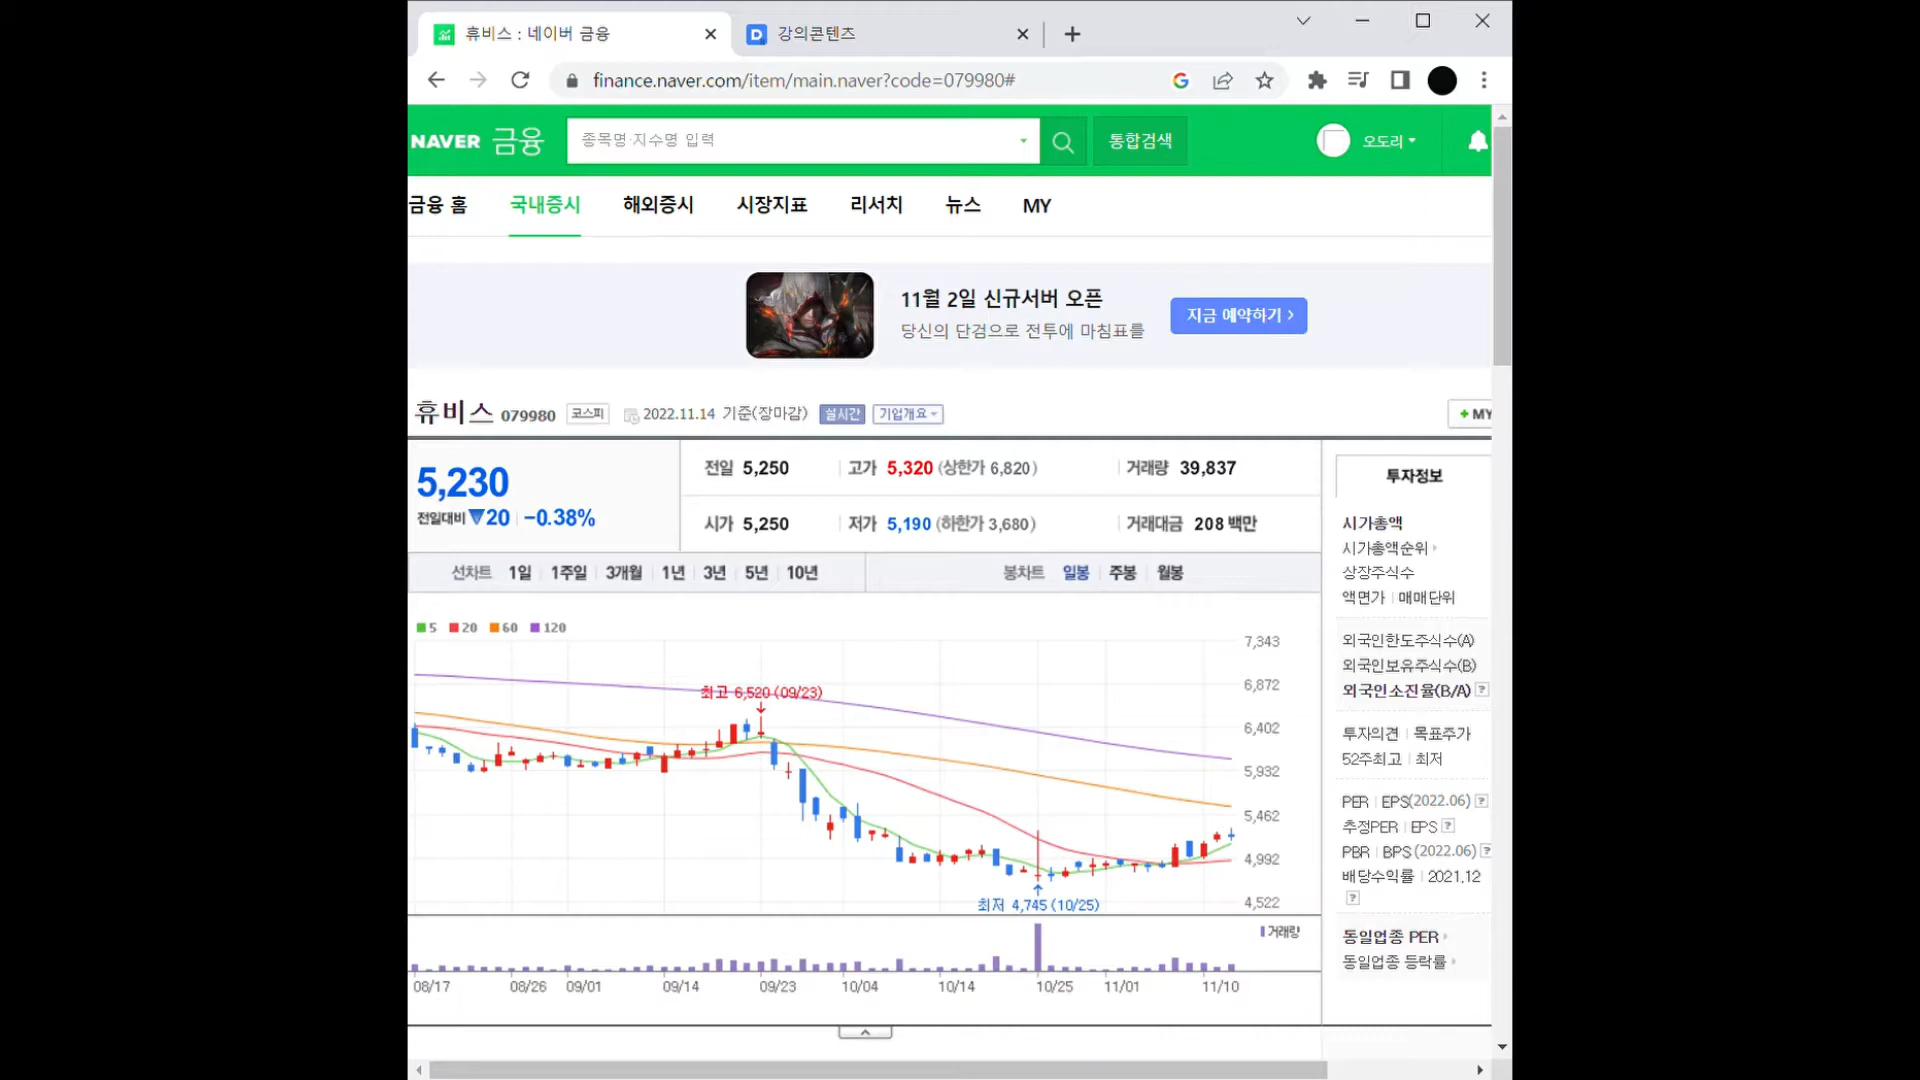 휴비스 : 네이버 금융
강의콘텐츠
finance.naver.com/item/main.naver?code=079980#
NAVER 금융
종목명·지수명 입력
통합검색
오도리
금융 홈 국내증시 해외증시 시장지표 리서치 뉴스 MY
11월 2일 신규서버 오픈
당신의 단검으로 전투에 마침표를
지금 예약하기 >
휴비스 079980 코스피 2022.11.14 기준(장마감) 실시간 기업개요
+ MY
5,230
전일대비 ▼20 -0.38%
전일 5,250 고가 5,320 (상한가 6,820) 거래량 39,837
시가 5,250 저가 5,190 (하한가 3,680) 거래대금 208 백만
선차트 1일 1주일 3개월 1년 3년 5년 10년 봉차트 일봉 주봉 월봉
5 20 60 120
7,343
6,872
6,402
5,932
5,462
4,992
4,522
최고 6,520 (09/23)
최저 4,745 (10/25)
거래량
08/17 08/26 09/01 09/14 09/23 10/04 10/14 10/25 11/01 11/10
투자정보
시가총액
시가총액순위
상장주식수
액면가 | 매매단위
외국인한도주식수(A)
외국인보유주식수(B)
외국인소진율(B/A) ?
투자의견 | 목표주가
52주최고 | 최저
PER | EPS(2022.06) ?
추정PER | EPS ?
PBR | BPS (2022.06) ?
배당수익률 | 2021.12
?
동일업종 PER
동일업종 등락률